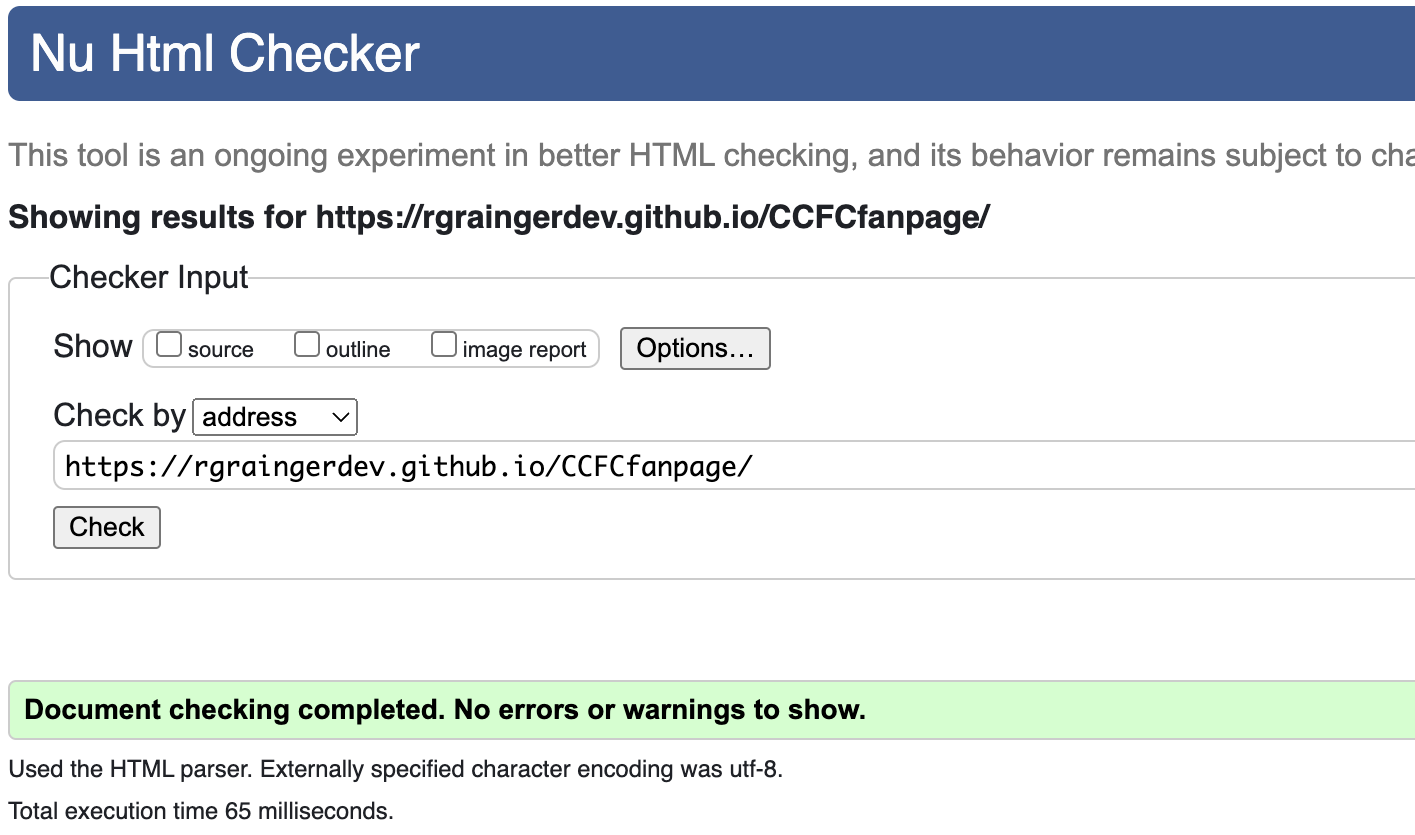 Nu Html Checker
This tool is an ongoing experiment in better HTML checking, and its behavior remains subject to cha
Showing results for https://rgraingerdev.github.io/CCFCfanpage/
Checker Input
Show source outline image report Options…
Check by address
https://rgraingerdev.github.io/CCFCfanpage/
Check
Document checking completed. No errors or warnings to show.
Used the HTML parser. Externally specified character encoding was utf-8.
Total execution time 65 milliseconds.